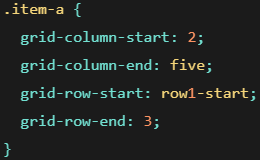 .item-a {
  grid-column-start: 2;
  grid-column-end: five;
  grid-row-start: row1-start;
  grid-row-end: 3;
}